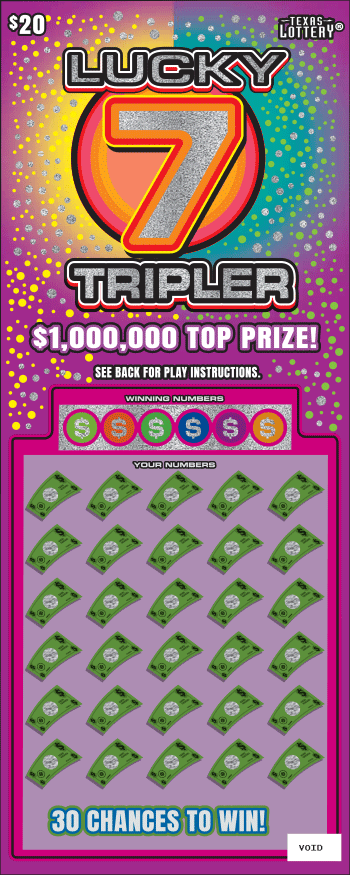 $20
TEXAS
LOTTERY®
LUCKY
7
TRIPLER
$1,000,000 TOP PRIZE!
SEE BACK FOR PLAY INSTRUCTIONS.
WINNING NUMBERS
$ $ $ $ $ $
YOUR NUMBERS
30 CHANCES TO WIN!
VOID